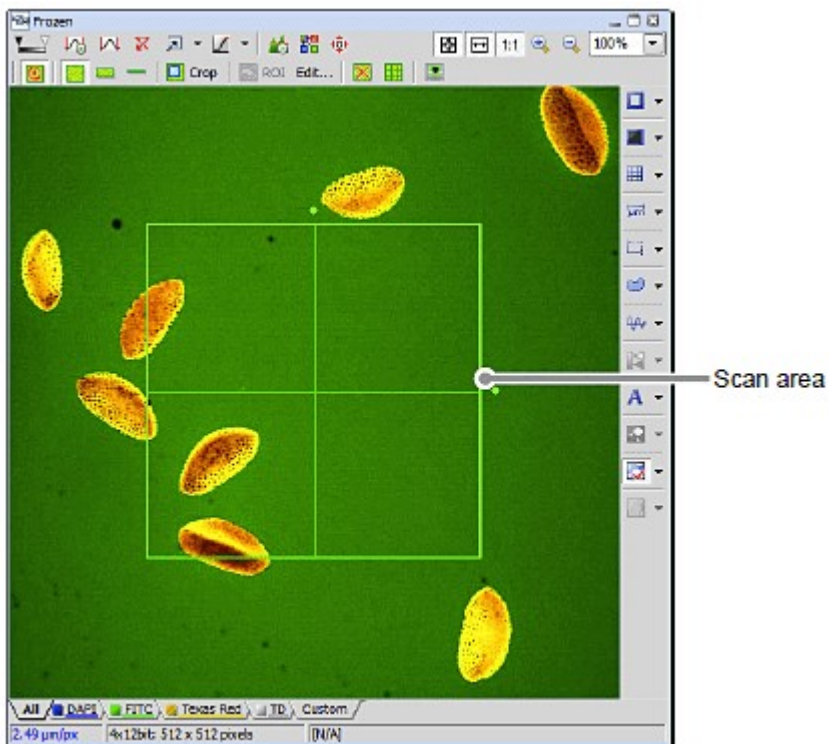 Frozen
1:1 100%
Crop ROI Edit...
µm
Scan area
A
All DAPI FITC Texas Red TD Custom
2.49 µm/px 4x12bit: 512 x 512 pixels [N/A]